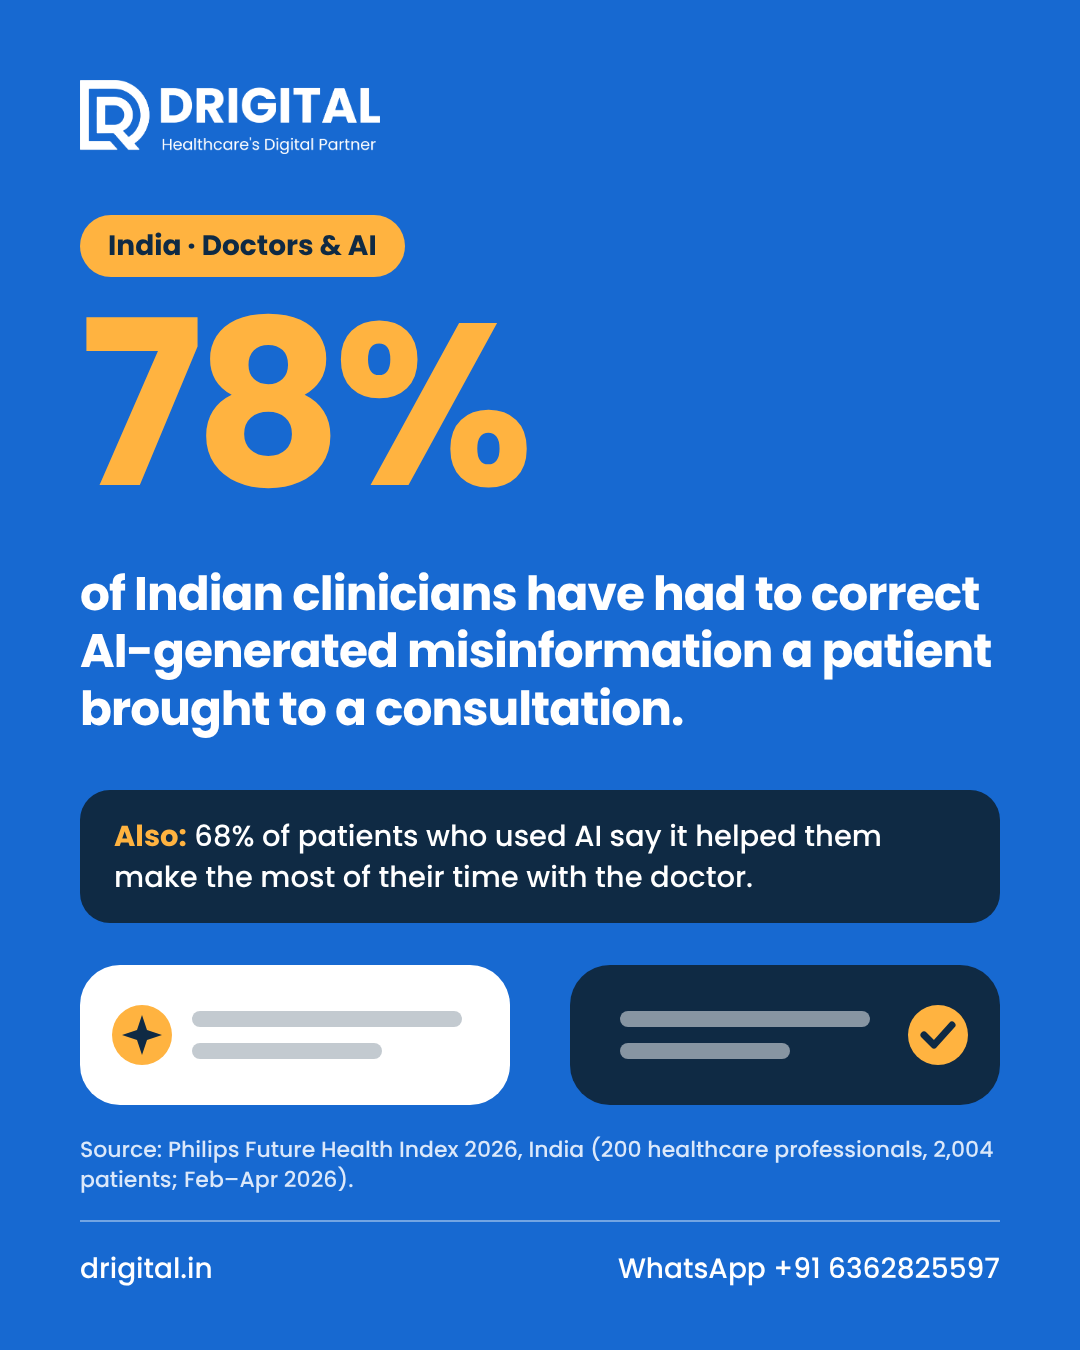 DRIGITAL
Healthcare's Digital Partner
India · Doctors & AI
78%
of Indian clinicians have had to correct
AI-generated misinformation a patient
brought to a consultation.
Also: 68% of patients who used AI say it helped them
make the most of their time with the doctor.
Source: Philips Future Health Index 2026, India (200 healthcare professionals, 2,004
patients; Feb–Apr 2026).
drigital.in
WhatsApp +91 6362825597